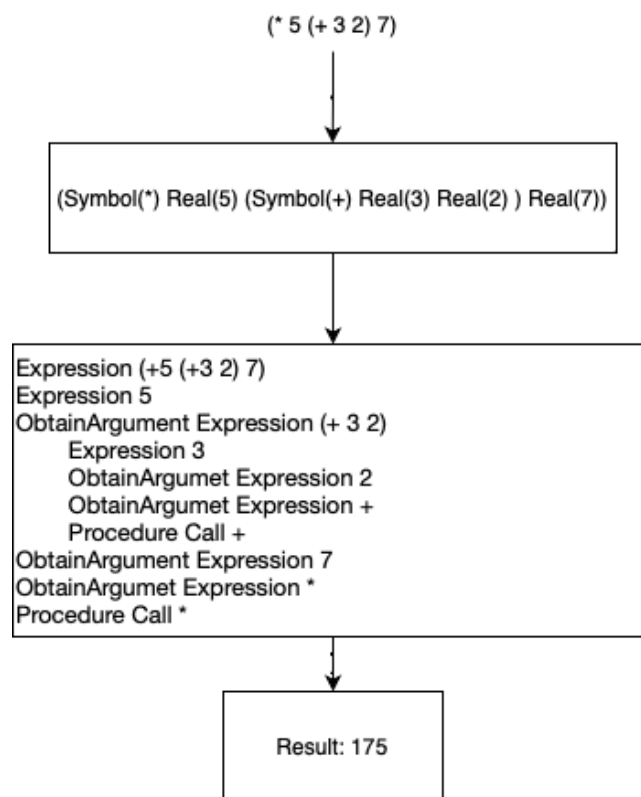 (* 5 (+ 3 2) 7)
(Symbol(*) Real(5) (Symbol(+) Real(3) Real(2) ) Real(7))
Expression (+5 (+3 2) 7)
Expression 5
ObtainArgument Expression (+ 3 2)
Expression 3
ObtainArgumet Expression 2
ObtainArgumet Expression +
Procedure Call +
ObtainArgument Expression 7
ObtainArgumet Expression *
Procedure Call *
Result: 175